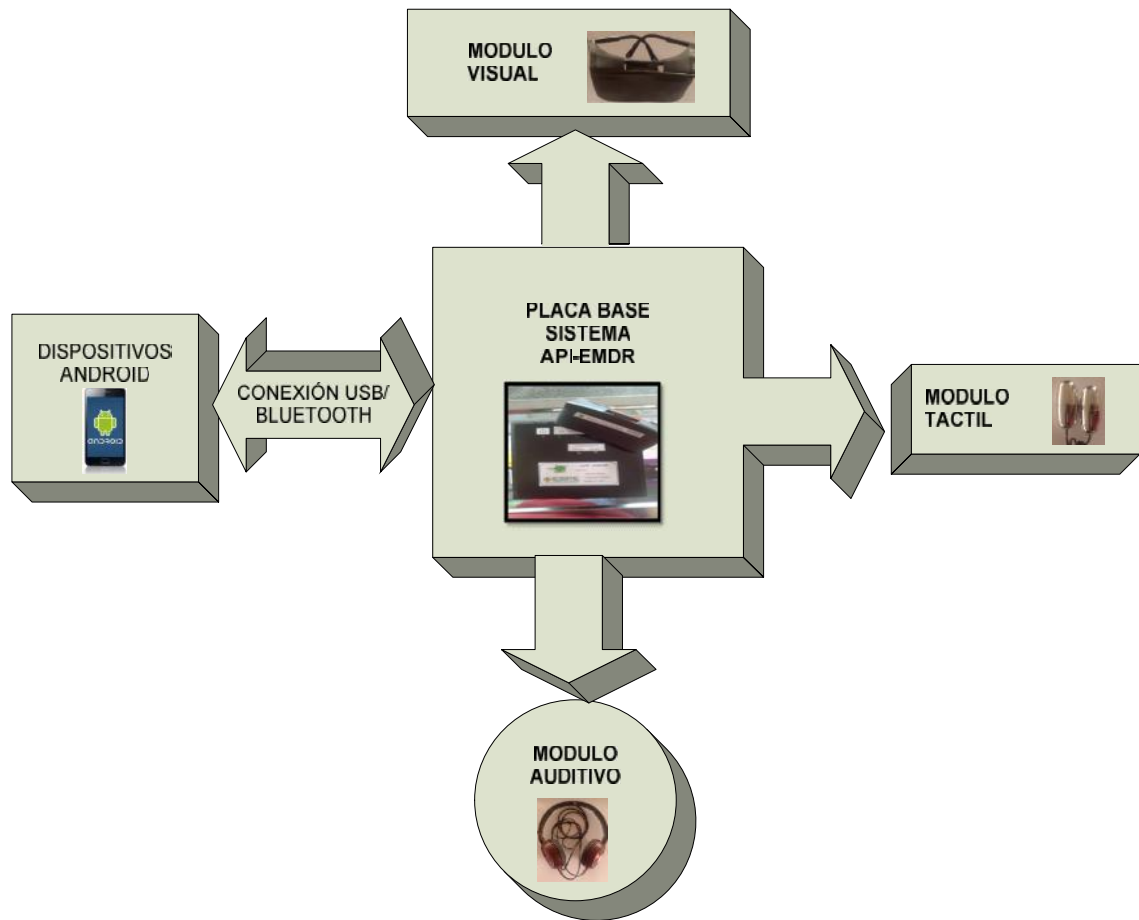 MODULO
VISUAL
PLACA BASE
SISTEMA
API-EMDR
DISPOSITIVOS
ANDROID
CONEXIÓN USB/
BLUETOOTH
MODULO
TACTIL
MODULO
AUDITIVO